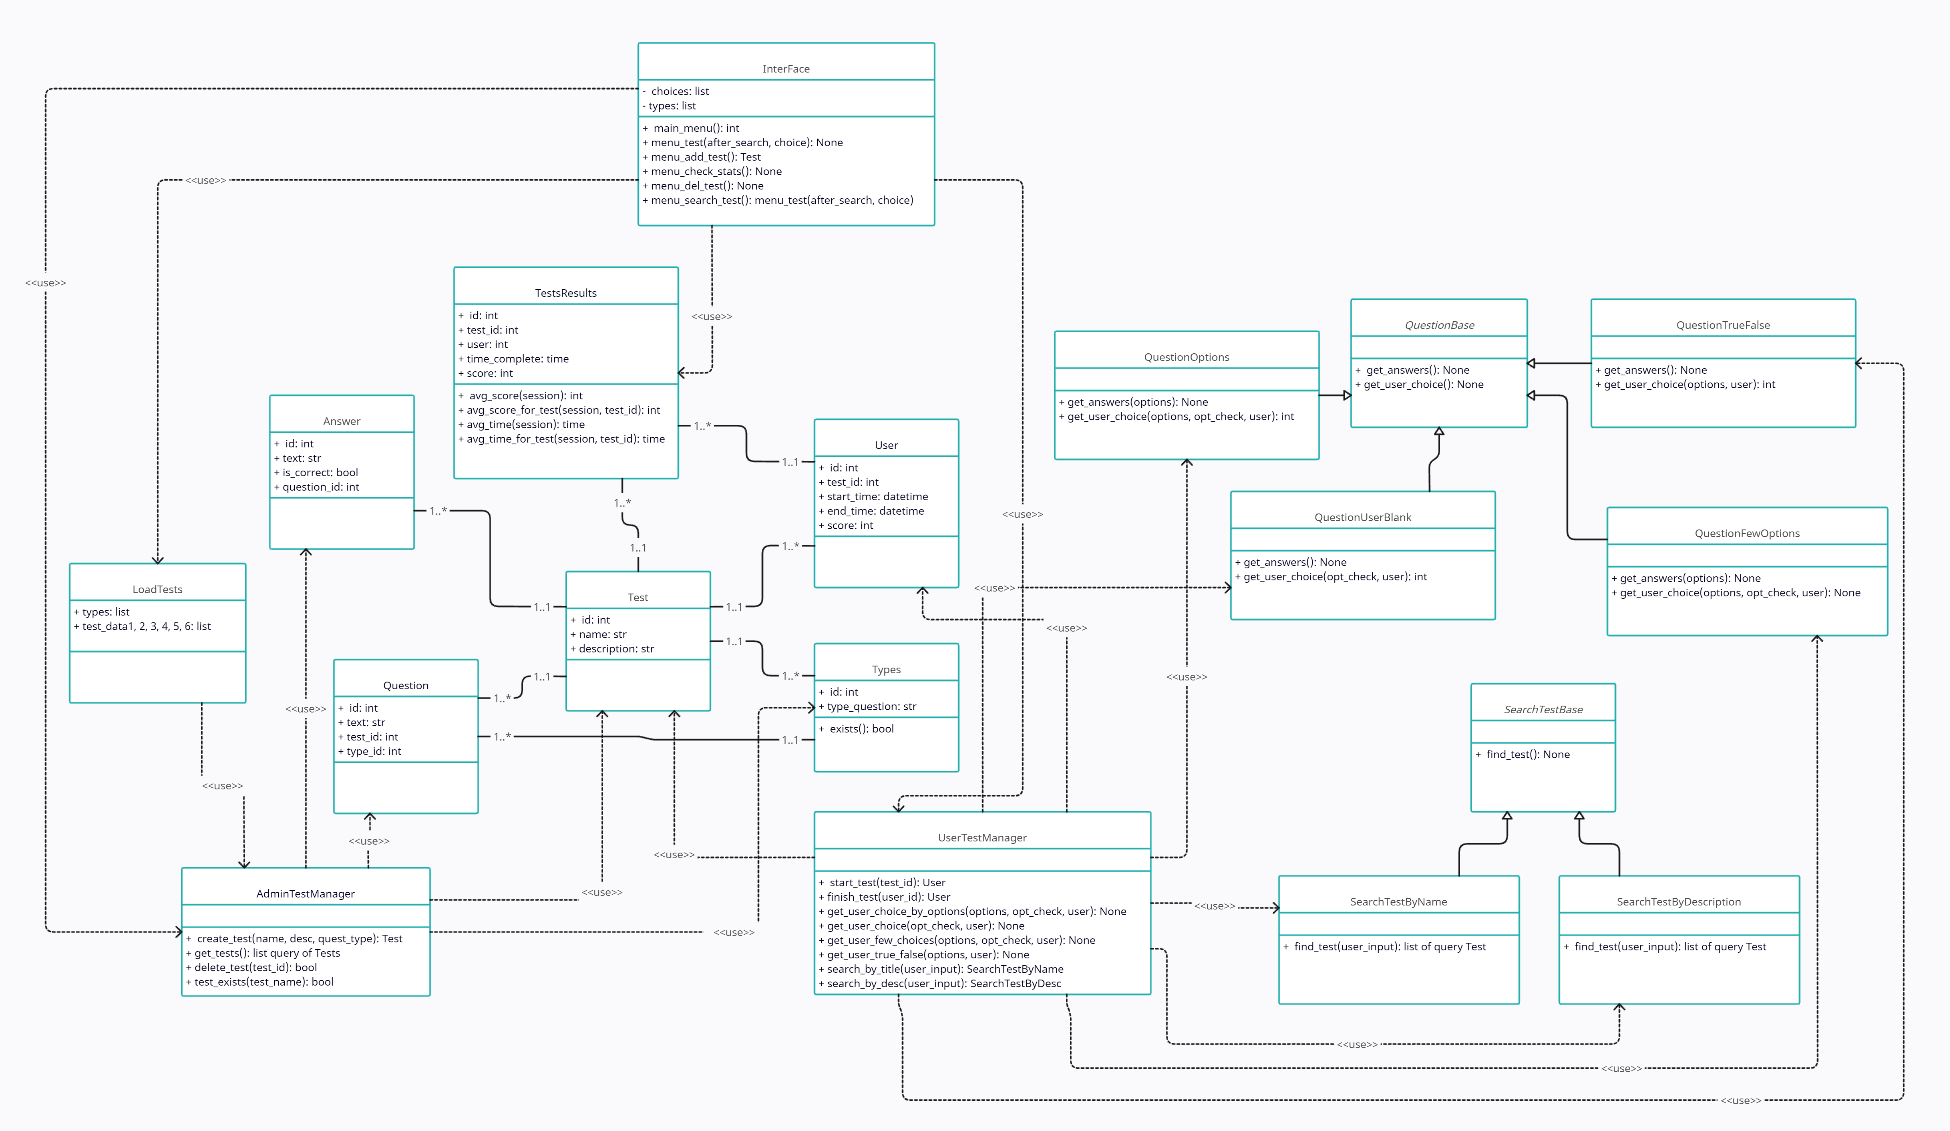 InterFace
- choices: list
- types: list
+ main_menu(): int
+ menu_test(after_search, choice): None
+ menu_add_test(): Test
+ menu_check_stats(): None
+ menu_del_test(): None
+ menu_search_test(): menu_test(after_search, choice)
<<use>>
<<use>>
<<use>>
<<use>>
TestsResults
+ id: int
+ test_id: int
+ user: int
+ time_complete: time
+ score: int
+ avg_score(session): int
+ avg_score_for_test(session, test_id): int
+ avg_time(session): time
+ avg_time_for_test(session, test_id): time
1..*
1..1
1..*
1..1
Answer
+ id: int
+ text: str
+ is_correct: bool
+ question_id: int
1..*
1..1
User
+ id: int
+ test_id: int
+ start_time: datetime
+ end_time: datetime
+ score: int
1..*
1..1
LoadTests
+ types: list
+ test_data1, 2, 3, 4, 5, 6: list
<<use>>
Test
+ id: int
+ name: str
+ description: str
1..1
1..*
Question
+ id: int
+ text: str
+ test_id: int
+ type_id: int
1..*
1..1
1..*
1..1
Types
+ id: int
+ type_question: str
+ exists(): bool
<<use>>
<<use>>
<<use>>
<<use>>
<<use>>
AdminTestManager
+ create_test(name, desc, quest_type): Test
+ get_tests(): list query of Tests
+ delete_test(test_id): bool
+ test_exists(test_name): bool
QuestionOptions
+ get_answers(options): None
+ get_user_choice(options, opt_check, user): int
QuestionBase
+ get_answers(): None
+ get_user_choice(): None
QuestionTrueFalse
+ get_answers(): None
+ get_user_choice(options, user): int
QuestionUserBlank
+ get_answers(): None
+ get_user_choice(opt_check, user): int
QuestionFewOptions
+ get_answers(options): None
+ get_user_choice(options, opt_check, user): None
<<use>>
<<use>>
<<use>>
SearchTestBase
+ find_test(): None
UserTestManager
+ start_test(test_id): User
+ finish_test(user_id): User
+ get_user_choice_by_options(options, opt_check, user): None
+ get_user_choice(opt_check, user): None
+ get_user_few_choices(options, opt_check, user): None
+ get_user_true_false(options, user): None
+ search_by_title(user_input): SearchTestByName
+ search_by_desc(user_input): SearchTestByDesc
<<use>>
SearchTestByName
+ find_test(user_input): list of query Test
SearchTestByDescription
+ find_test(user_input): list of query Test
<<use>>
<<use>>
<<use>>